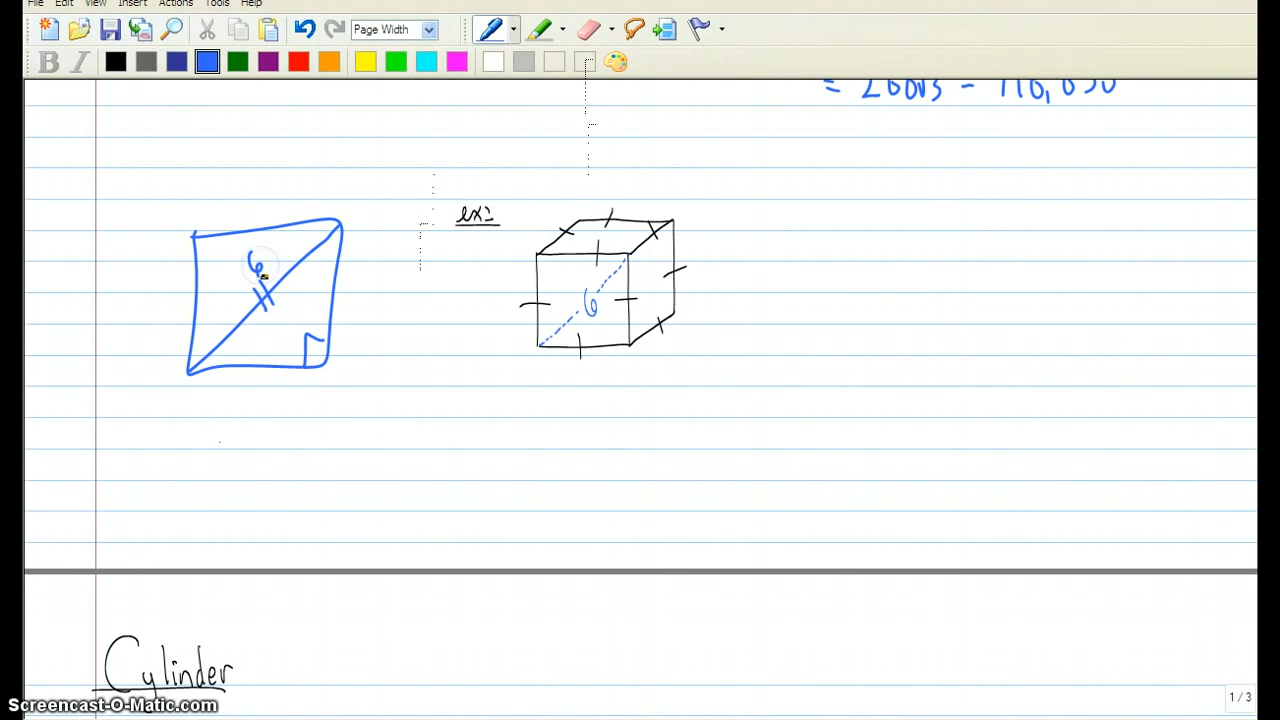 File Edit View Insert Actions Tools Help
Page Width
B I
ex:
6
6
Cylinder
1 / 3
Screencast-O-Matic.com